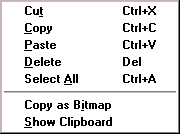 Cut Ctrl+X
Copy Ctrl+C
Paste Ctrl+V
Delete Del
Select All Ctrl+A
Copy as Bitmap
Show Clipboard